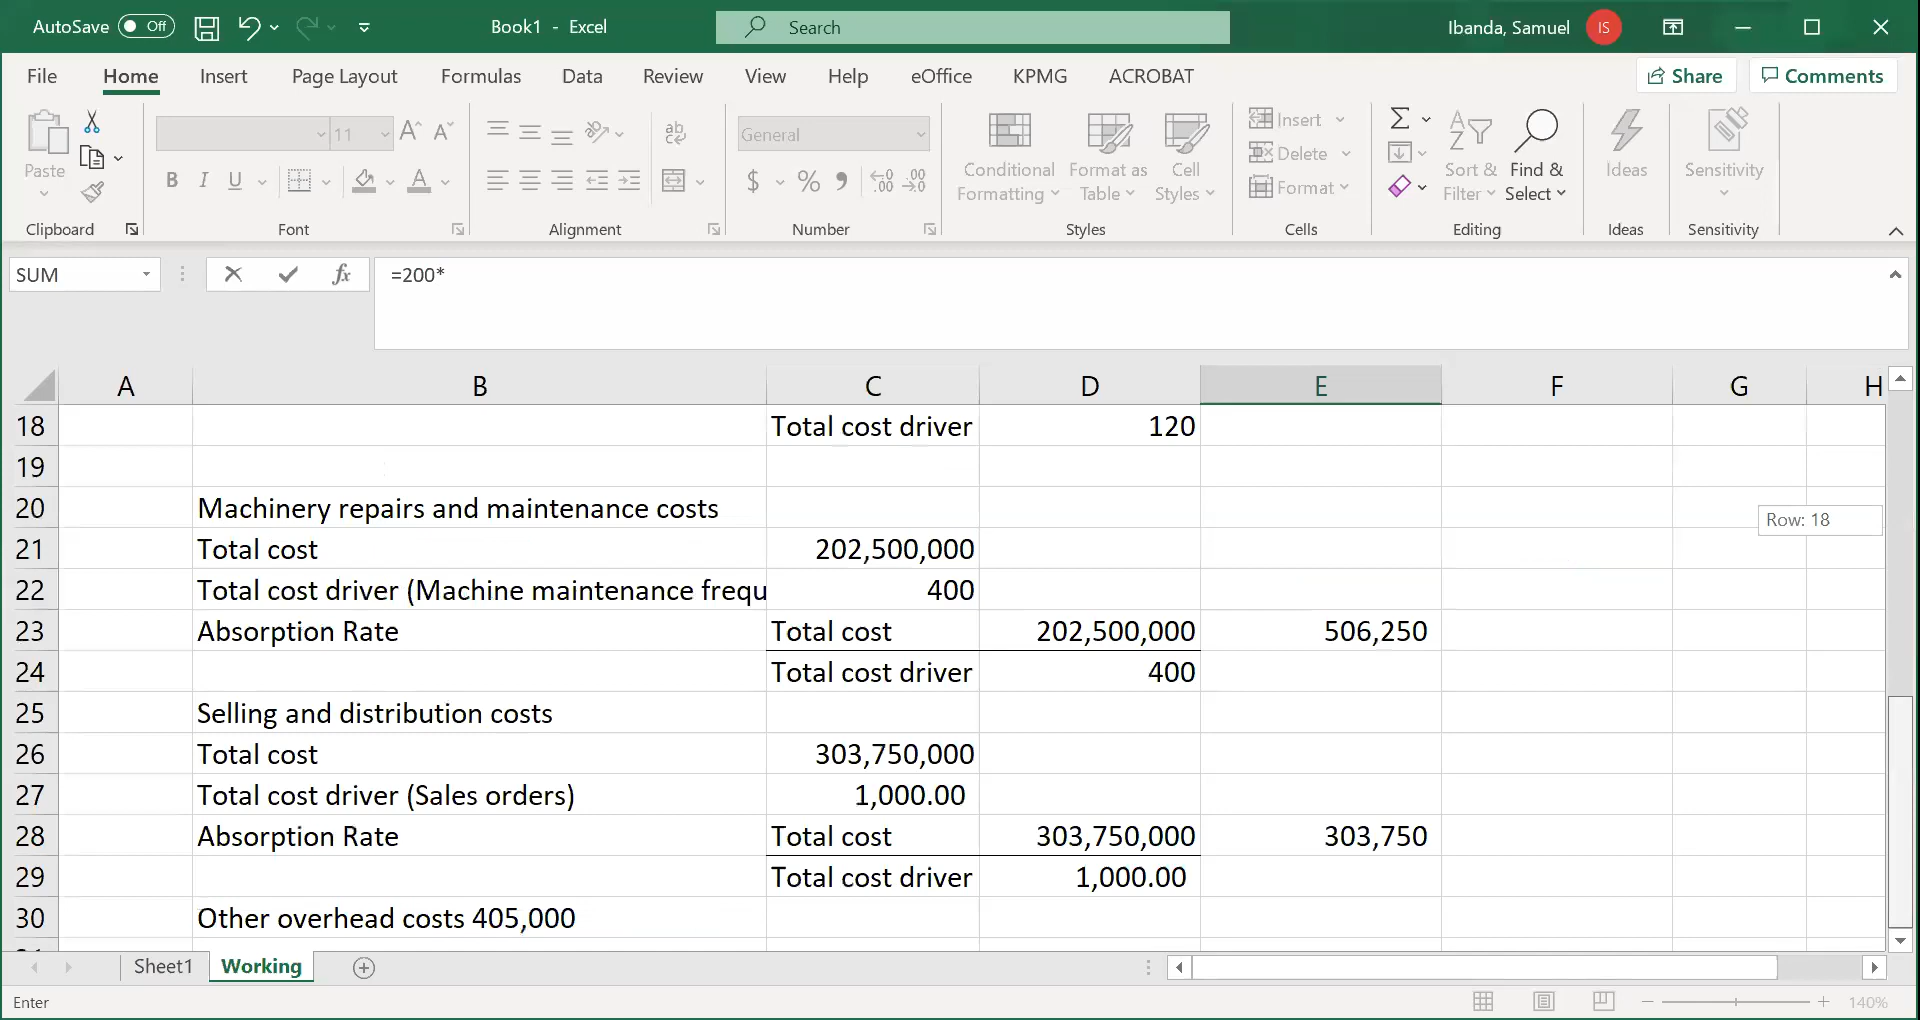 AutoSave Off Book1 - Excel Search Ibanda, Samuel IS
File Home Insert Page Layout Formulas Data Review View Help eOffice KPMG ACROBAT Share Comments
Paste
11 A A
B I U A
ab
General
$ % 9 .00 .00
Conditional Formatting
Format as Table
Cell Styles
Insert
Delete
Format
Sort & Filter
Find & Select
Ideas
Sensitivity
Clipboard Font Alignment Number Styles Cells Editing Ideas Sensitivity
SUM fx =200*
A B C D E F G H
18 Total cost driver 120
19
20 Machinery repairs and maintenance costs
Row: 18
21 Total cost 202,500,000
22 Total cost driver (Machine maintenance frequ 400
23 Absorption Rate Total cost 202,500,000 506,250
24 Total cost driver 400
25 Selling and distribution costs
26 Total cost 303,750,000
27 Total cost driver (Sales orders) 1,000.00
28 Absorption Rate Total cost 303,750,000 303,750
29 Total cost driver 1,000.00
30 Other overhead costs 405,000
Sheet1 Working
Enter 140%